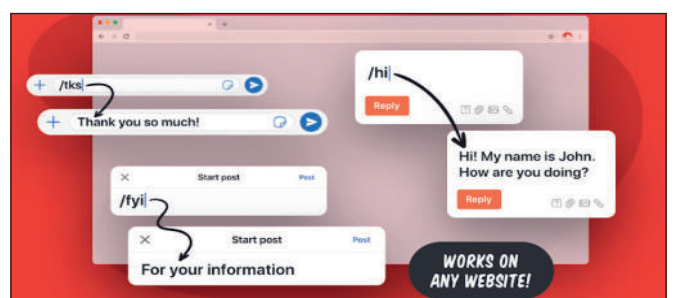 /tks
Thank you so much!
/hi
Reply
Hi! My name is John.
How are you doing?
Reply
Start post
Post
/fyi
Start post
Post
For your information
WORKS ON
ANY WEBSITE!